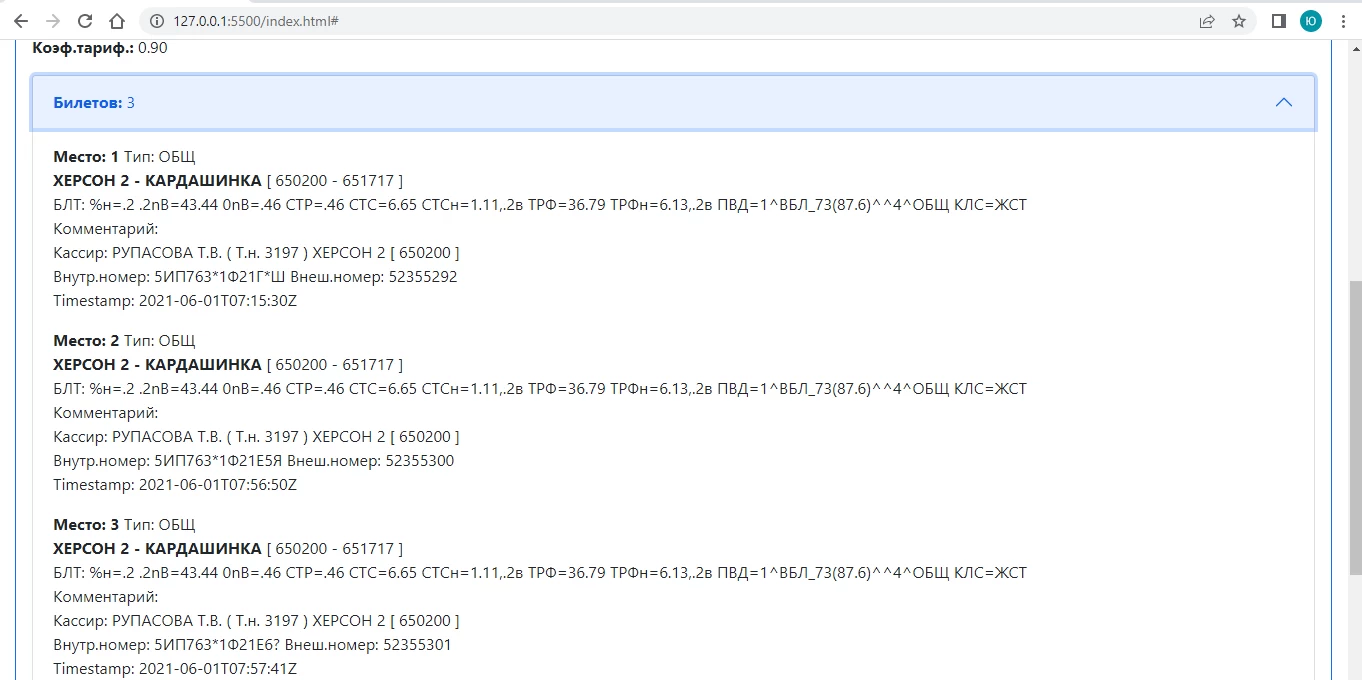 127.0.0.1:5500/index.html#
Ю
Коэф.тариф.: 0.90
Билетов: 3
Место: 1 Тип: ОБЩ
ХЕРСОН 2 - КАРДАШИНКА [ 650200 - 651717 ]
БЛТ: %н=.2 .2пВ=43.44 0пВ=.46 СТР=.46 СТС=6.65 СТСн=1.11,.2в ТРФ=36.79 ТРФн=6.13,.2в ПВД=1^ВБЛ_73(87.6)^^4^ОБЩ КЛС=ЖСТ
Комментарий:
Кассир: РУПАСОВА Т.В. ( Т.н. 3197 ) ХЕРСОН 2 [ 650200 ]
Внутр.номер: 5ИП763*1Ф21Г*Ш Внеш.номер: 52355292
Timestamp: 2021-06-01T07:15:30Z
Место: 2 Тип: ОБЩ
ХЕРСОН 2 - КАРДАШИНКА [ 650200 - 651717 ]
БЛТ: %н=.2 .2пВ=43.44 0пВ=.46 СТР=.46 СТС=6.65 СТСн=1.11,.2в ТРФ=36.79 ТРФн=6.13,.2в ПВД=1^ВБЛ_73(87.6)^^4^ОБЩ КЛС=ЖСТ
Комментарий:
Кассир: РУПАСОВА Т.В. ( Т.н. 3197 ) ХЕРСОН 2 [ 650200 ]
Внутр.номер: 5ИП763*1Ф21Е5Я Внеш.номер: 52355300
Timestamp: 2021-06-01T07:56:50Z
Место: 3 Тип: ОБЩ
ХЕРСОН 2 - КАРДАШИНКА [ 650200 - 651717 ]
БЛТ: %н=.2 .2пВ=43.44 0пВ=.46 СТР=.46 СТС=6.65 СТСн=1.11,.2в ТРФ=36.79 ТРФн=6.13,.2в ПВД=1^ВБЛ_73(87.6)^^4^ОБЩ КЛС=ЖСТ
Комментарий:
Кассир: РУПАСОВА Т.В. ( Т.н. 3197 ) ХЕРСОН 2 [ 650200 ]
Внутр.номер: 5ИП763*1Ф21Е6? Внеш.номер: 52355301
Timestamp: 2021-06-01T07:57:41Z